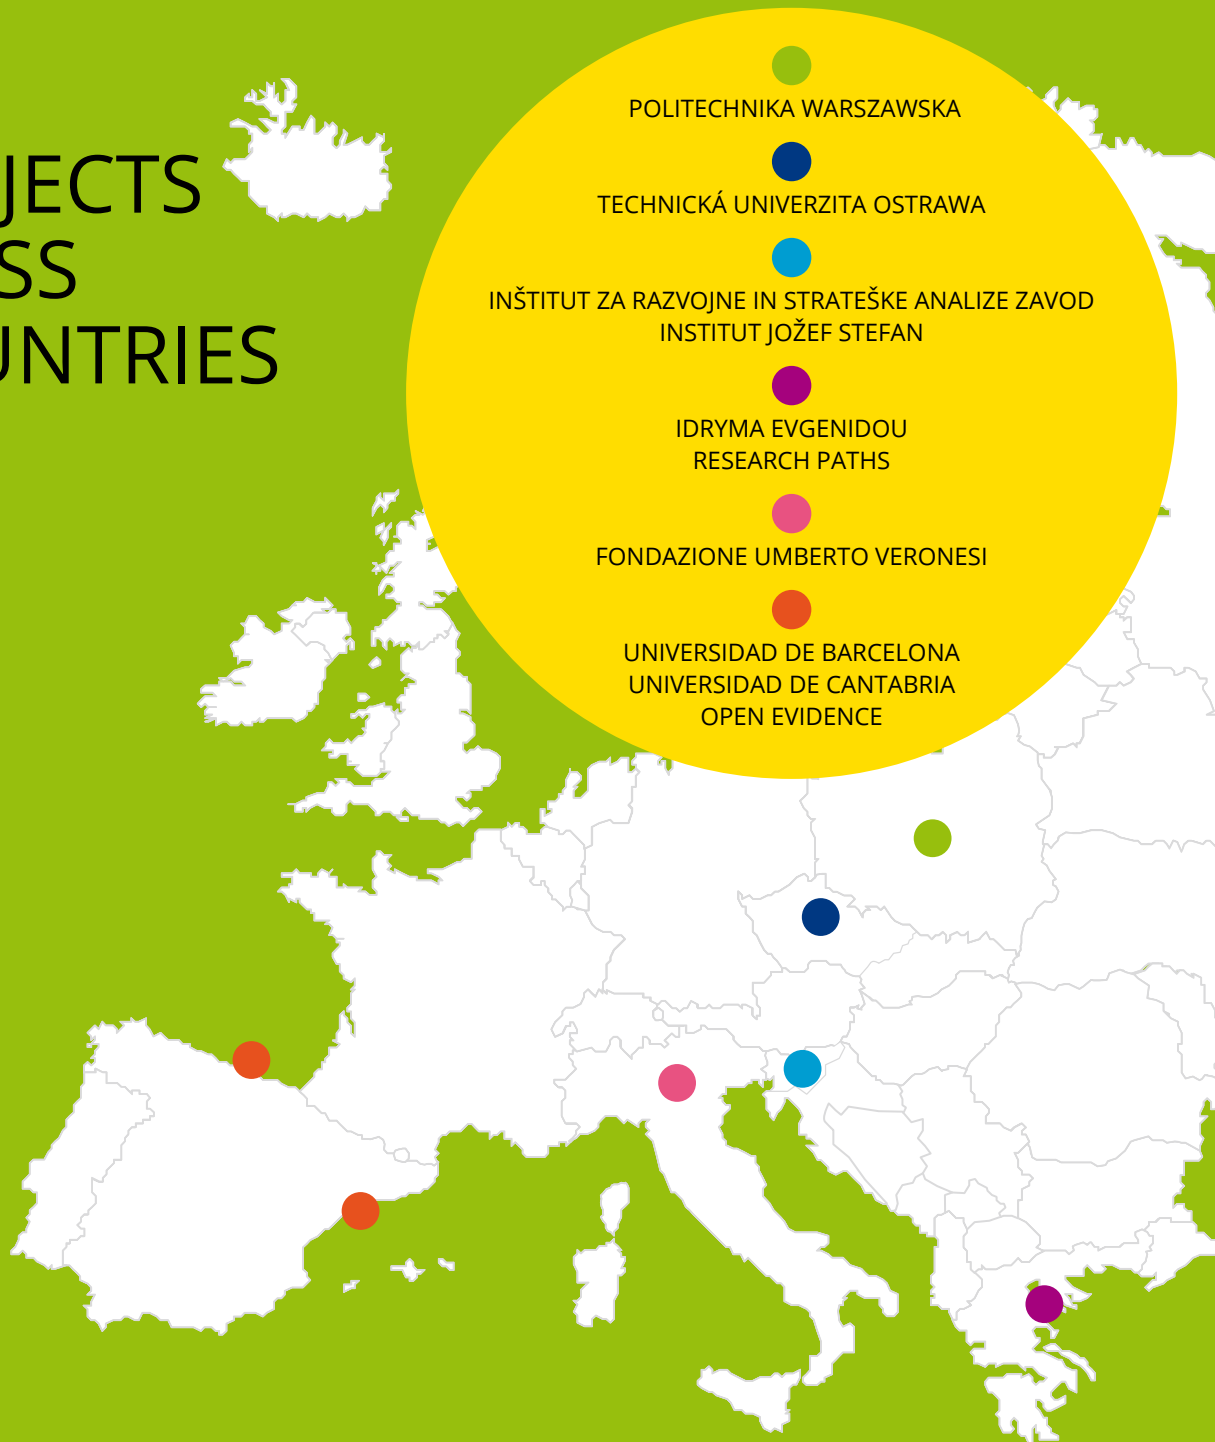 JECTS
SS
UNTRIES
POLITECHNIKA WARSZAWSKA
TECHNICKÁ UNIVERZITA OSTRAWA
INŠTITUT ZA RAZVOJNE IN STRATEŠKE ANALIZE ZAVOD
INSTITUT JOŽEF STEFAN
IDRYMA EVGENIDOU
RESEARCH PATHS
FONDAZIONE UMBERTO VERONESI
UNIVERSIDAD DE BARCELONA
UNIVERSIDAD DE CANTABRIA
OPEN EVIDENCE